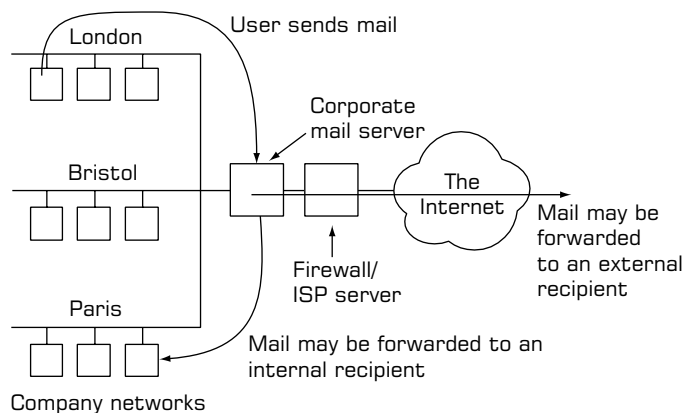 User sends mail
London
Corporate
mail server
Bristol
The
Internet
Mail may be
forwarded
to an external
recipient
Firewall/
ISP server
Paris
Mail may be forwarded to an
internal recipient
Company networks